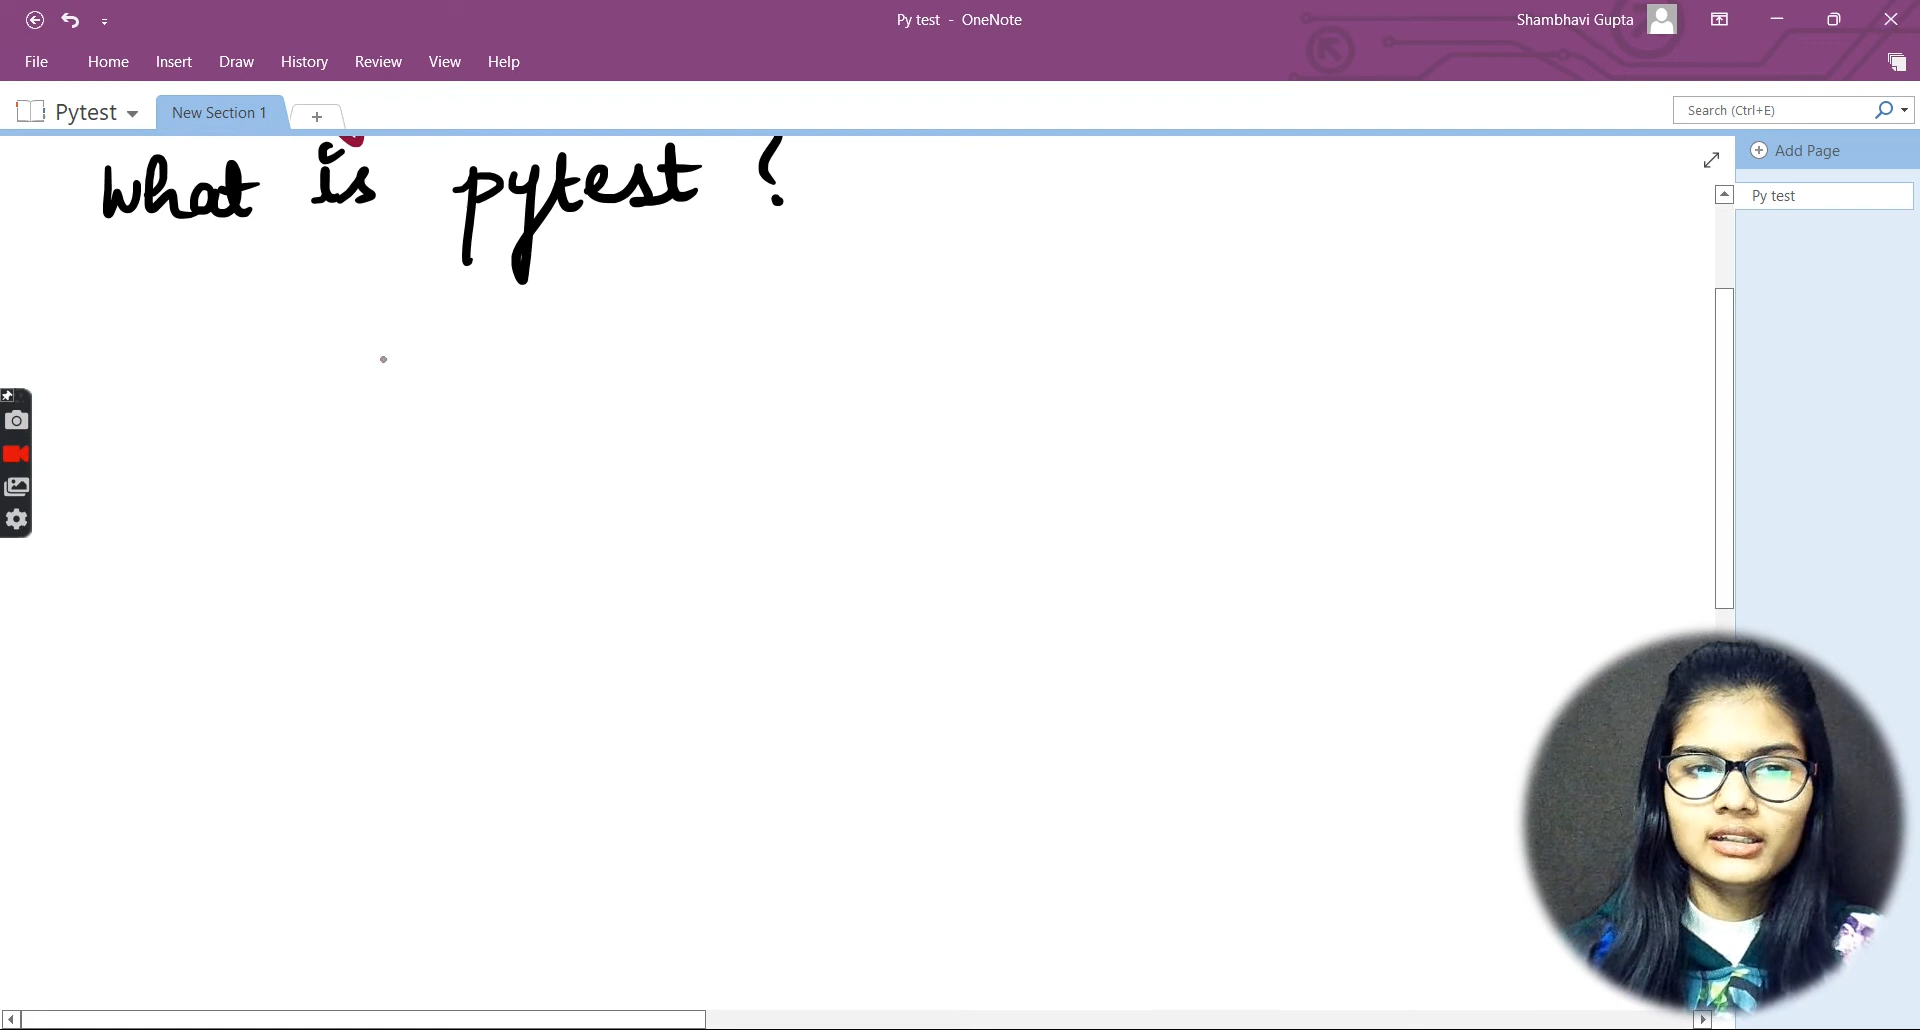 Py test - OneNote
Shambhavi Gupta
File Home Insert Draw History Review View Help
Pytest
New Section 1
+
Search (Ctrl+E)
Add Page
Py test
what is pytest ?